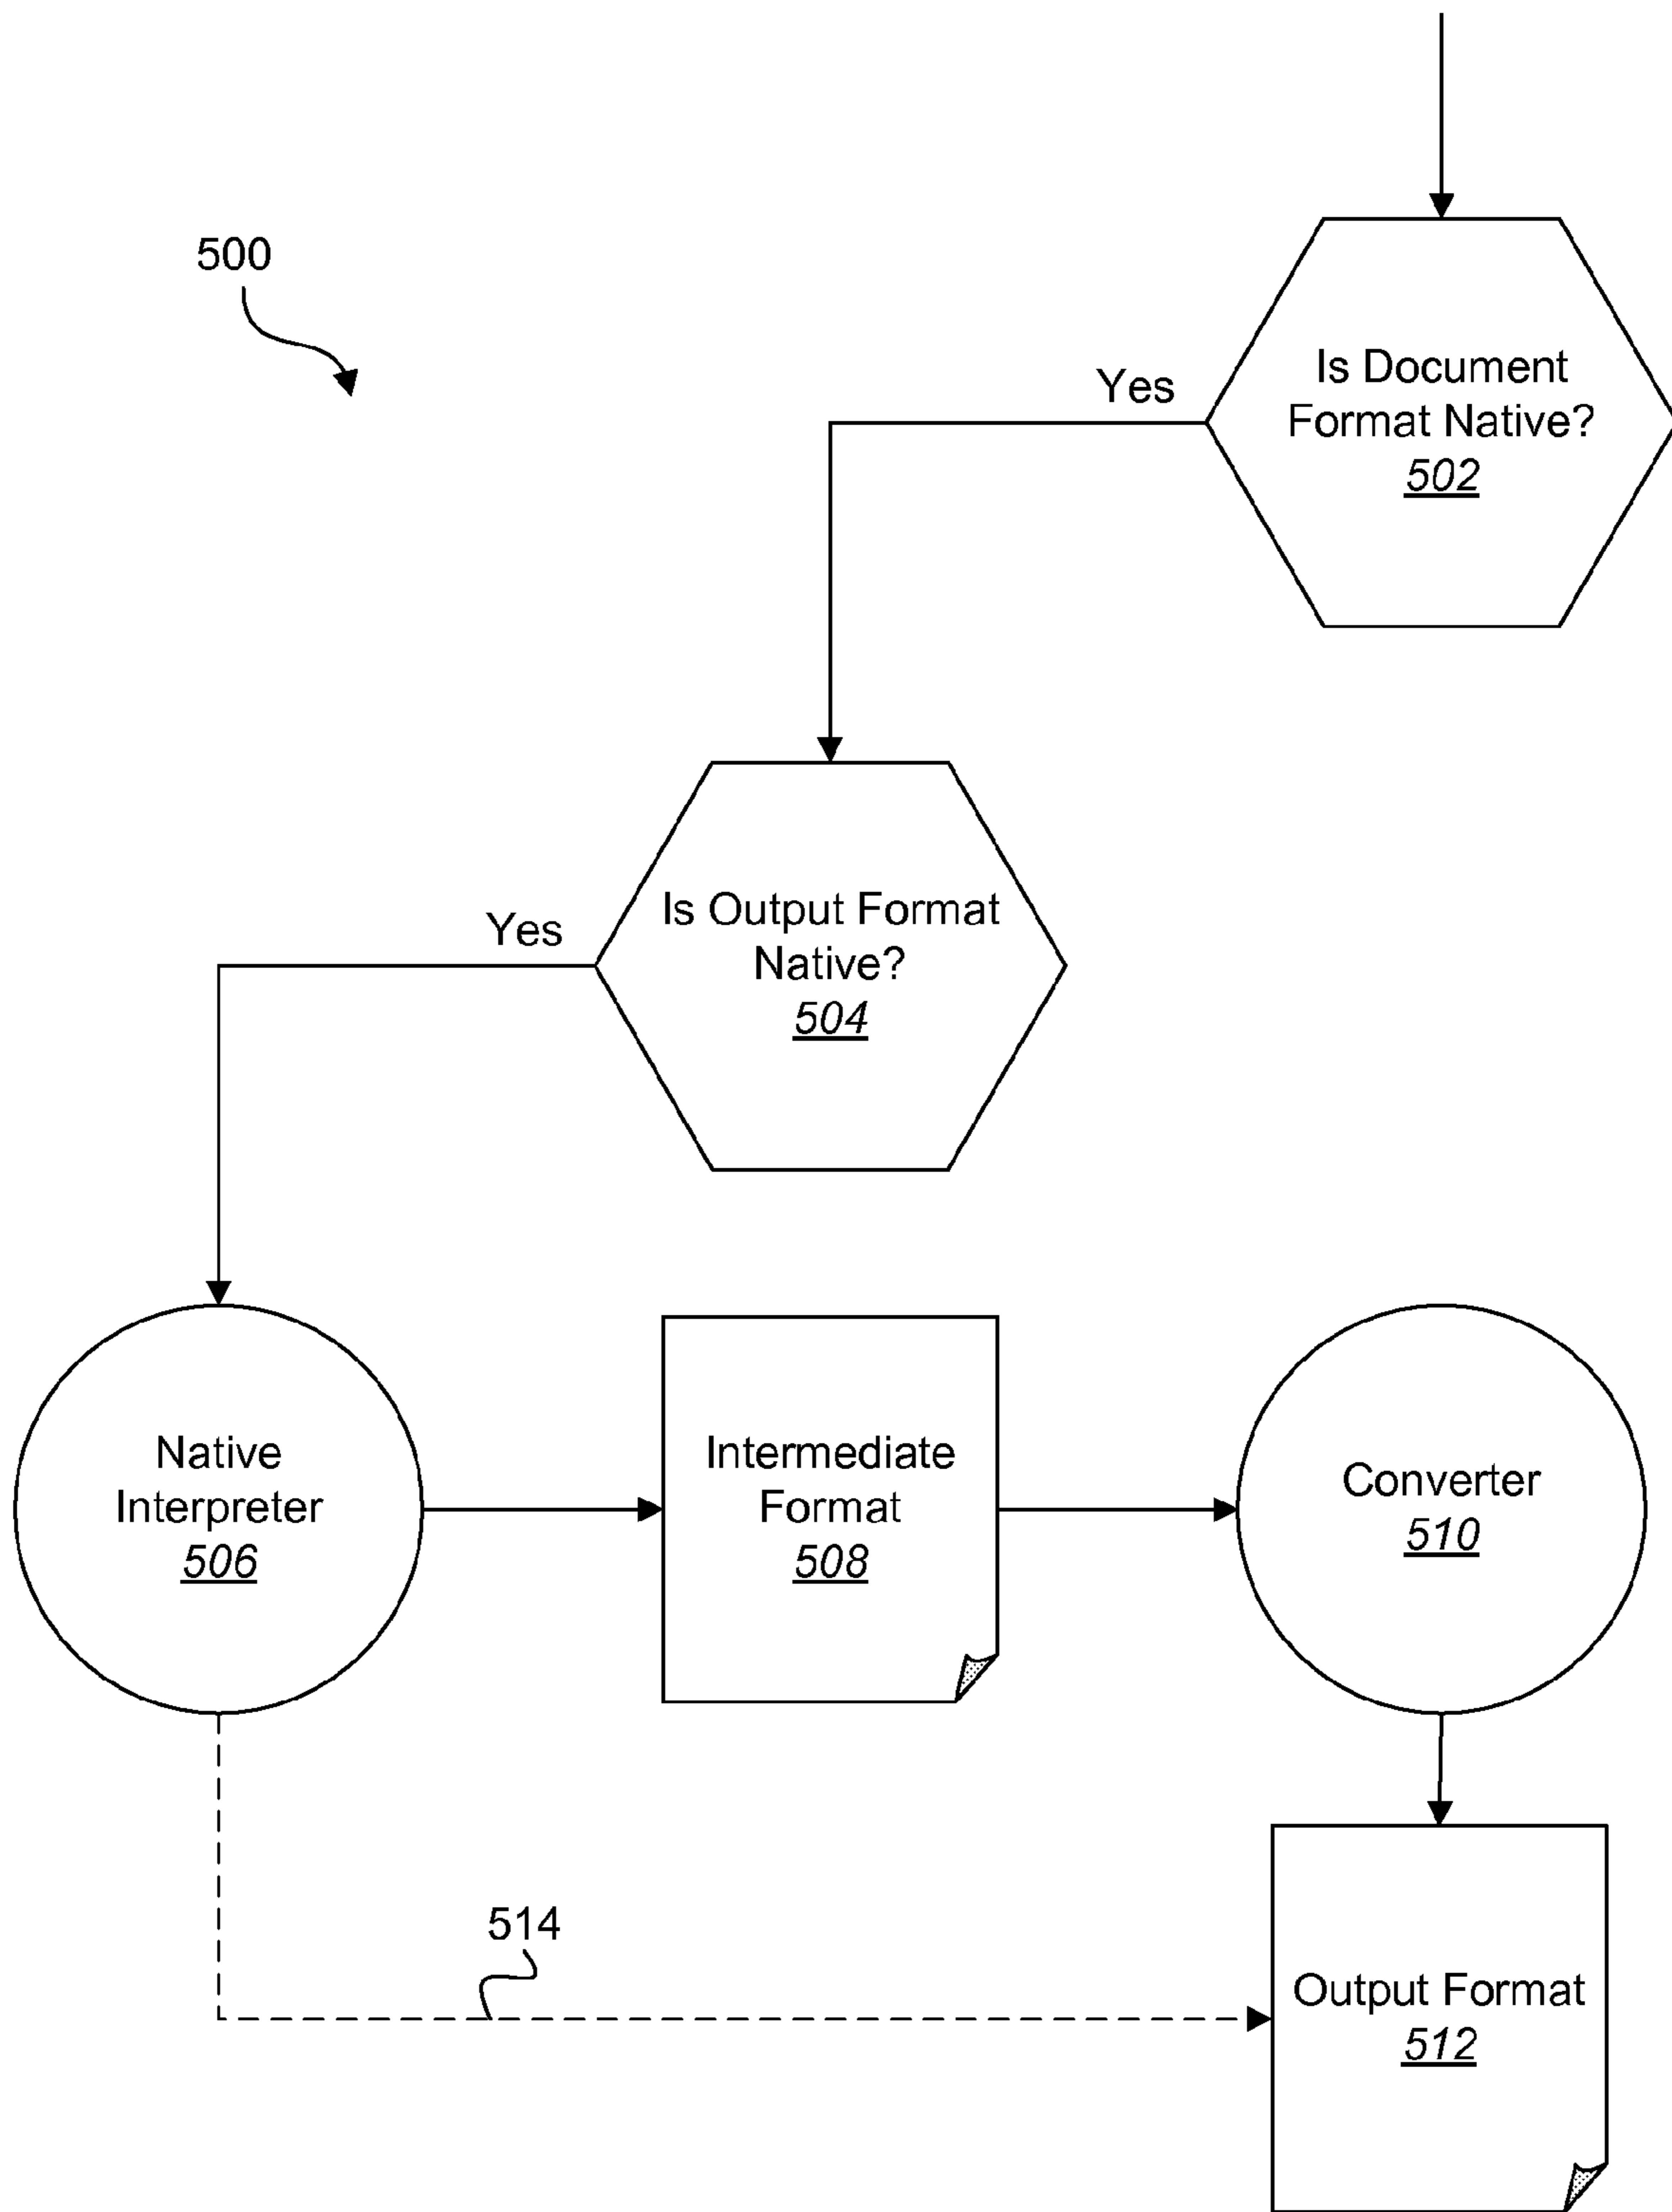 500
Is Document
Format Native?
502
Yes
Is Output Format
Native?
504
Yes
Native
Interpreter
506
Intermediate
Format
508
Converter
510
514
Output Format
512